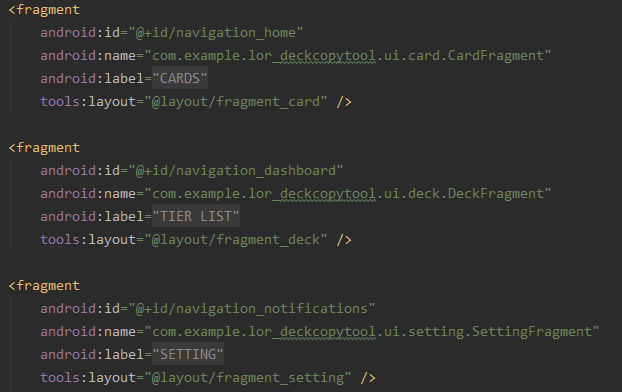 <fragment
android:id="@+id/navigation_home"
android:name="com.example.lor_deckcopytool.ui.card.CardFragment"
android:label="CARDS"
tools:layout="@layout/fragment_card" />
<fragment
android:id="@+id/navigation_dashboard"
android:name="com.example.lor_deckcopytool.ui.deck.DeckFragment"
android:label="TIER LIST"
tools:layout="@layout/fragment_deck" />
<fragment
android:id="@+id/navigation_notifications"
android:name="com.example.lor_deckcopytool.ui.setting.SettingFragment"
android:label="SETTING"
tools:layout="@layout/fragment_setting" />